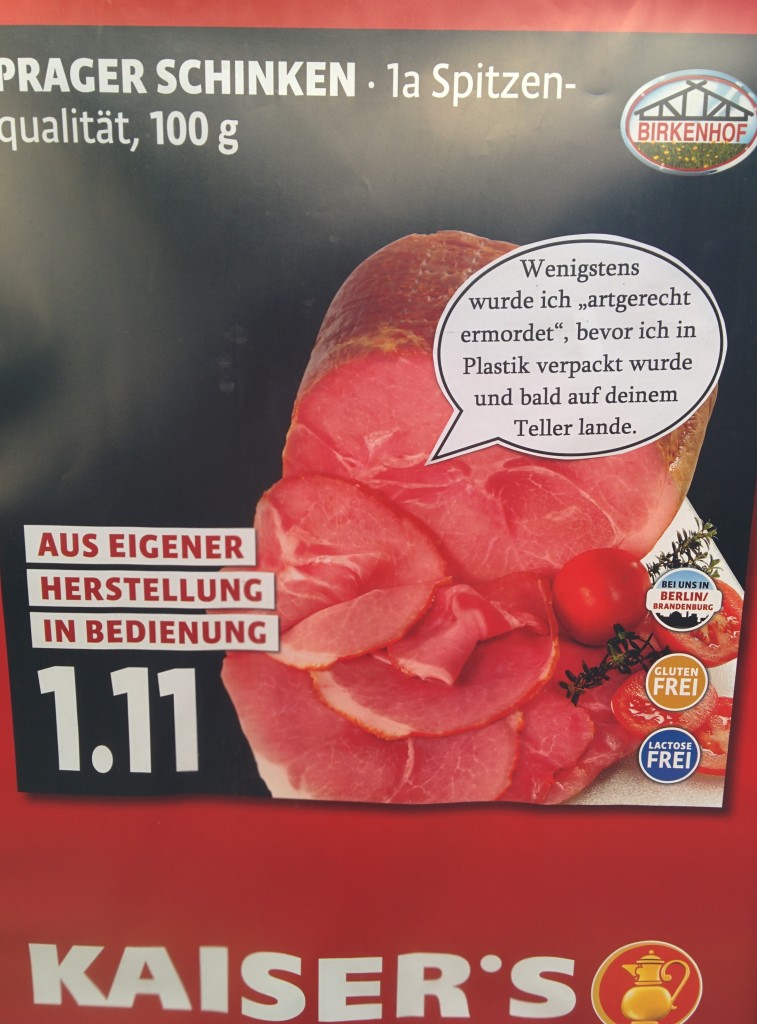 PRAGER SCHINKEN · 1a Spitzen-
qualität, 100 g
BIRKENHOF
Wenigstens
wurde ich „artgerecht
ermordet“, bevor ich in
Plastik verpackt wurde
und bald auf deinem
Teller lande.
AUS EIGENER
HERSTELLUNG
IN BEDIENUNG
1.11
BEI UNS IN
BERLIN/
BRANDENBURG
GLUTEN
FREI
LACTOSE
FREI
KAISER'S